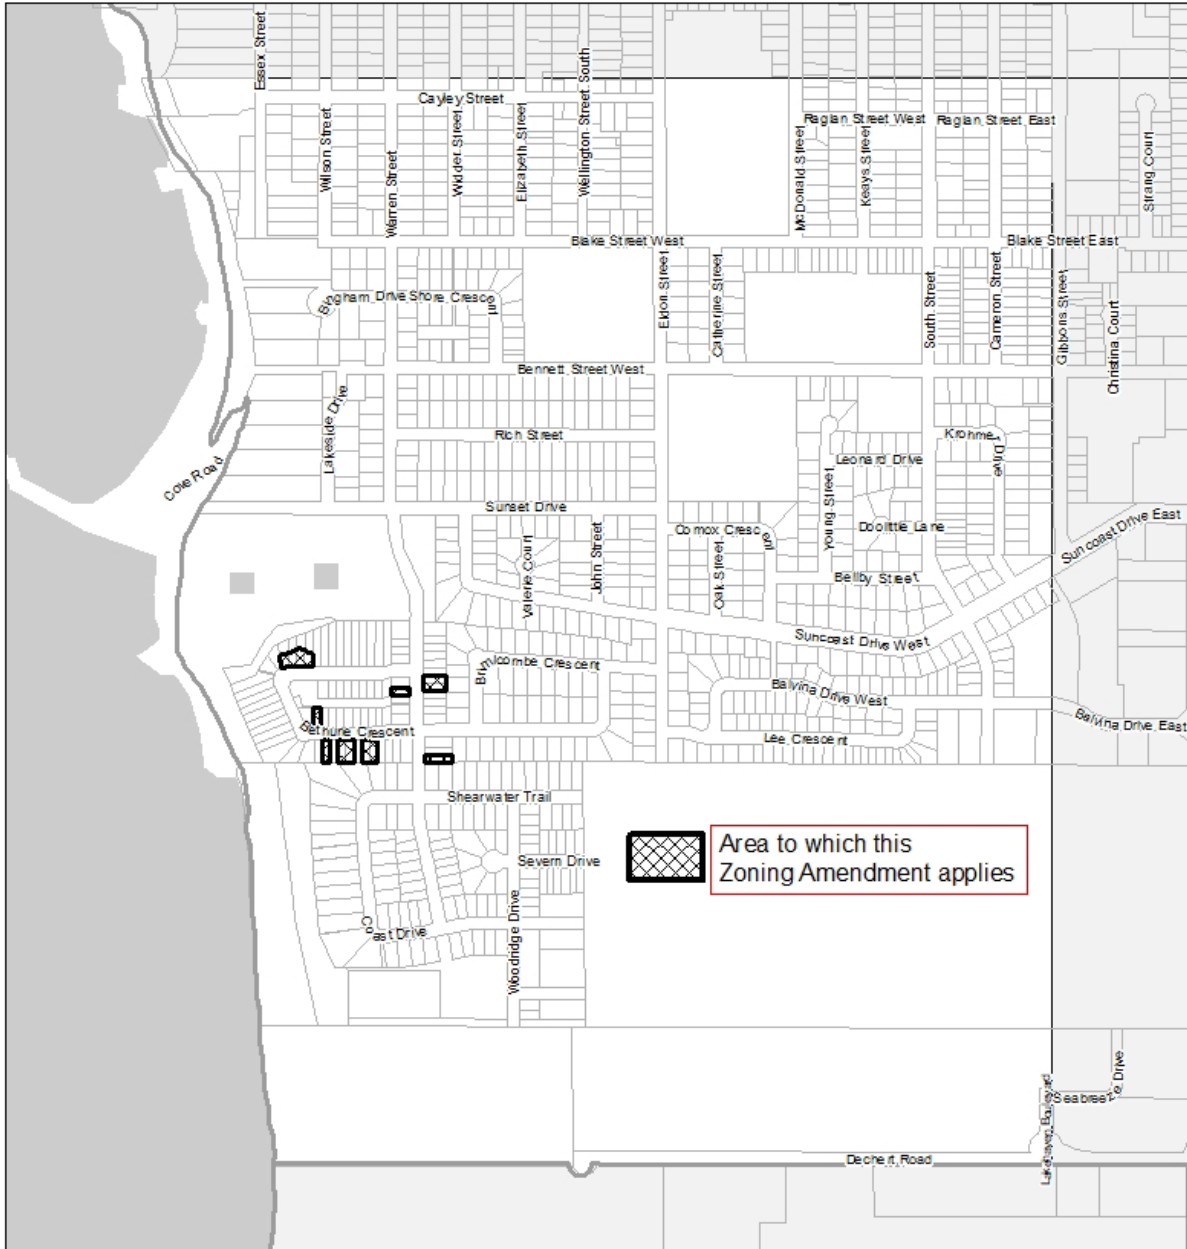 Essex Street
Cayley Street
Wellington Street South
Wilson Street
Warren Street
Widder Street
Elizabeth Street
Raglan Street West
Raglan Street East
McDonald Street
Keays Street
Strang Court
Blake Street West
Blake Street East
Bingham Drive
Shore Crescent
Eldon Street
Catherine Street
South Street
Cameron Street
Gibbons Street
Christina Court
Bennett Street West
Lakeside Drive
Rich Street
Krohmer Drive
Leonard Drive
Cove Road
Sunset Drive
Comox Crescent
Young Street
Doolittle Lane
Suncoast Drive East
Valerie Court
John Street
Oak Street
Bellby Street
Suncoast Drive West
Brimicombe Crescent
Balvina Drive West
Balvina Drive East
Bethune Crescent
Lee Crescent
Shearwater Trail
Area to which this
Zoning Amendment applies
Severn Drive
Coast Drive
Woodridge Drive
Seabreeze Drive
Lakehaven Boulevard
Dechert Road